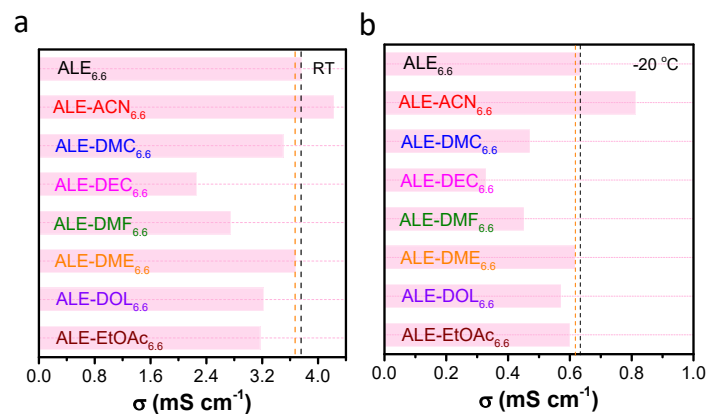 a
RT
ALE6.6
ALE-ACN6.6
ALE-DMC6.6
ALE-DEC6.6
ALE-DMF6.6
ALE-DME6.6
ALE-DOL6.6
ALE-EtOAc6.6
0.0 0.8 1.6 2.4 3.2 4.0
σ (mS cm⁻¹)
b
-20 °C
ALE6.6
ALE-ACN6.6
ALE-DMC6.6
ALE-DEC6.6
ALE-DMF6.6
ALE-DME6.6
ALE-DOL6.6
ALE-EtOAc6.6
0.0 0.2 0.4 0.6 0.8 1.0
σ (mS cm⁻¹)